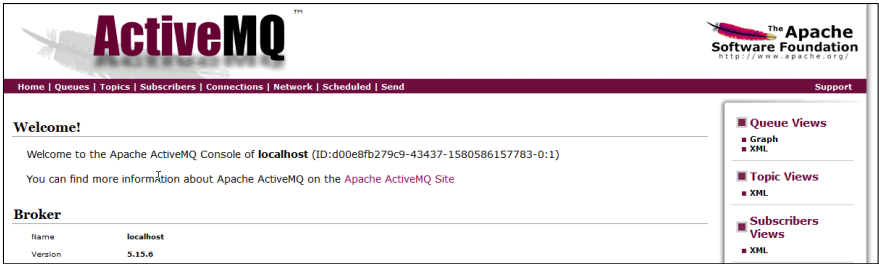 ActiveMQ™
The Apache
Software Foundation
http://www.apache.org/
Home | Queues | Topics | Subscribers | Connections | Network | Scheduled | Send
Support
Welcome!
Welcome to the Apache ActiveMQ Console of localhost (ID:d00e8fb279c9-43437-1580586157783-0:1)
You can find more information about Apache ActiveMQ on the Apache ActiveMQ Site
Broker
Name localhost
Version 5.15.6
Queue Views
Graph
XML
Topic Views
XML
Subscribers
Views
XML